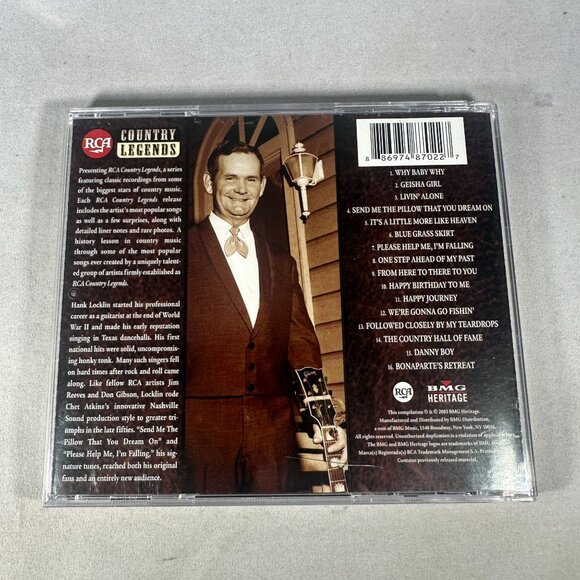 RCA COUNTRY
LEGENDS
Presenting RCA Country Legends, a series
featuring classic recordings from some
of the biggest stars of country music.
Each RCA Country Legends release
includes the artist's most popular songs
as well as a few surprises, along with
detailed liner notes and rare photos. A
history lesson in country music
through some of the most popular
songs ever created by a uniquely talen-
ted group of artists firmly established as
RCA Country Legends.
Hank Locklin started his professional
career as a guitarist at the end of World
War II and made his early reputation
singing in Texas dancehalls. His first
national hits were solid, uncompromis-
ing honky tonk. Many such singers fell
on hard times after rock and roll came
along. Like fellow RCA artists Jim
Reeves and Don Gibson, Locklin rode
Chet Atkins's innovative Nashville
Sound production style to greater tri-
umphs in the late fifties. "Send Me The
Pillow That You Dream On" and
"Please Help Me, I'm Falling," his sig-
nature tunes, reached both his original
fans and an entirely new audience.
8 86974 87022 7
1. WHY BABY WHY
2. GEISHA GIRL
3. LIVIN' ALONE
4. SEND ME THE PILLOW THAT YOU DREAM ON
5. IT'S A LITTLE MORE LIKE HEAVEN
6. BLUE GRASS SKIRT
7. PLEASE HELP ME, I'M FALLING
8. ONE STEP AHEAD OF MY PAST
9. FROM HERE TO THERE TO YOU
10. HAPPY BIRTHDAY TO ME
11. HAPPY JOURNEY
12. WE'RE GONNA GO FISHIN'
13. FOLLOWED CLOSELY BY MY TEARDROPS
14. THE COUNTRY HALL OF FAME
15. DANNY BOY
16. BONAPARTE'S RETREAT
RCA BMG
HERITAGE
This compilation ℗ & © 2003 BMG Heritage.
Manufactured and Distributed by BMG Distribution,
a unit of BMG Music, 1540 Broadway, New York, NY 10036.
All rights reserved. Unauthorized duplication is a violation of applicable
The BMG and BMG Heritage logos are trademarks of BMG Music.
Marca(s) Registrada(s) RCA Trademark Management S.A. Printed
Contains previously released material.